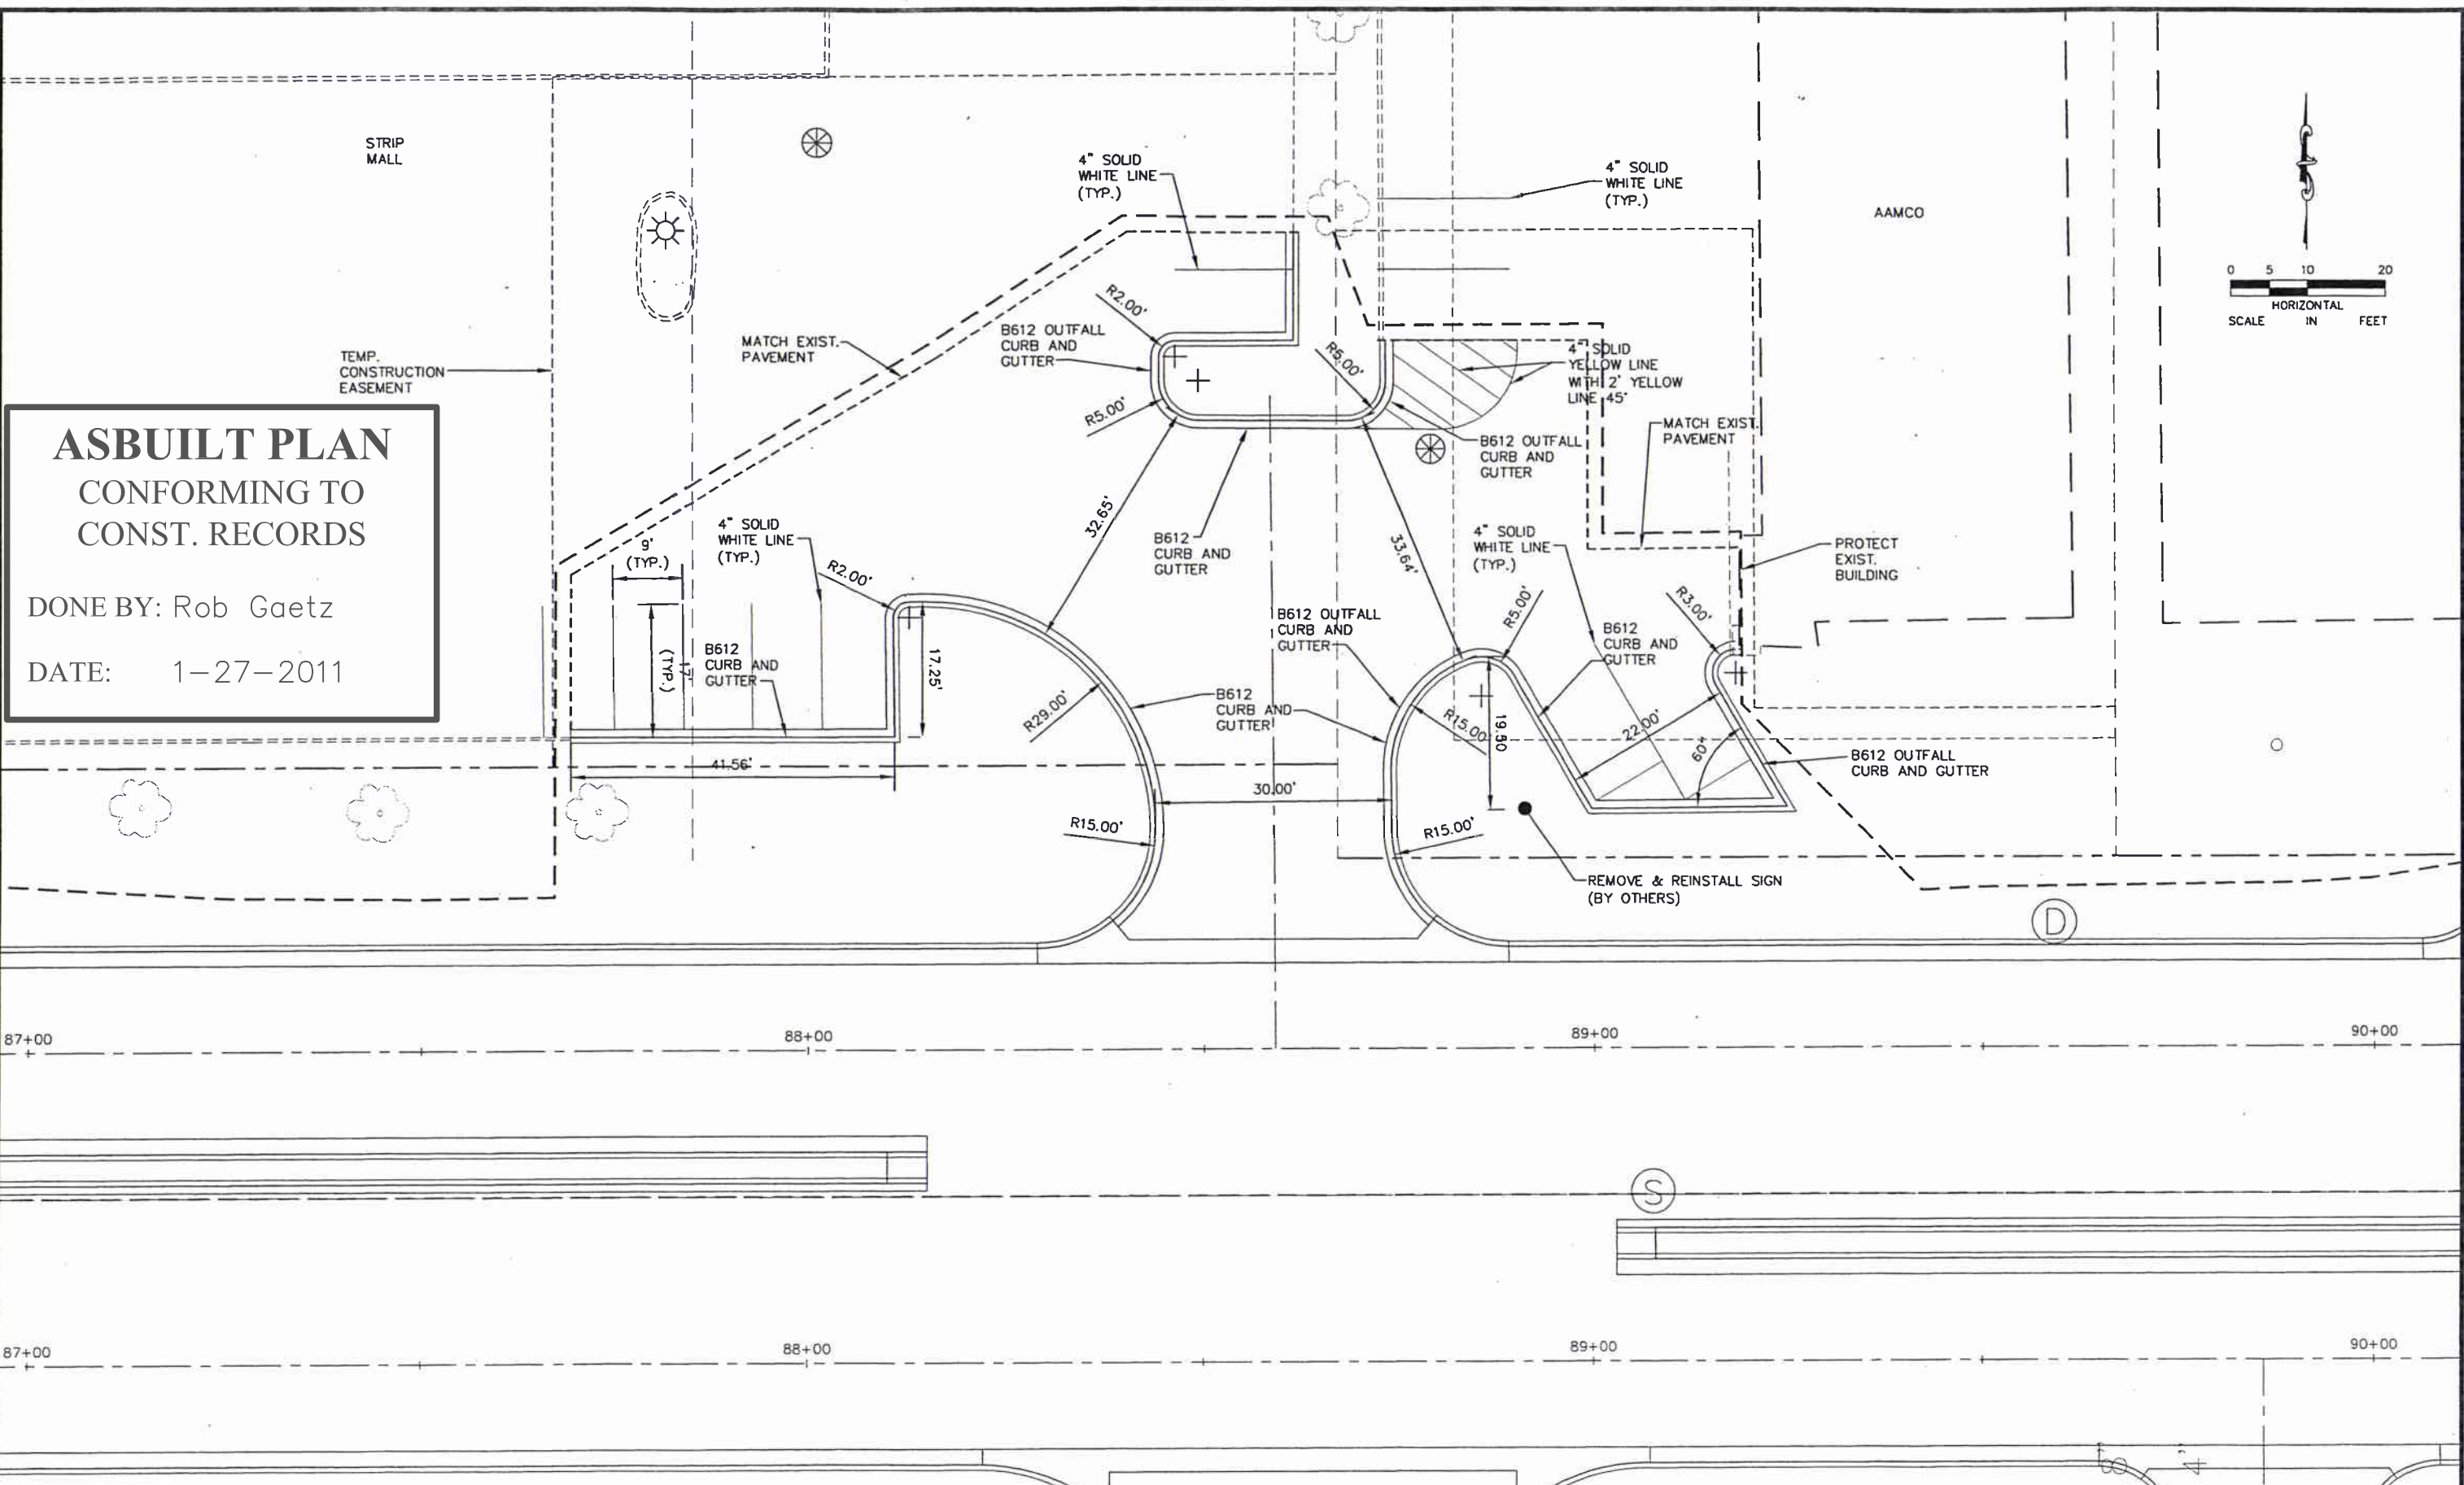 STRIP
MALL
4" SOLID
WHITE LINE
(TYP.)
4" SOLID
WHITE LINE
(TYP.)
AAMCO
0 5 10 20
HORIZONTAL
SCALE IN FEET
R2.00'
B612 OUTFALL
CURB AND
GUTTER
MATCH EXIST.
PAVEMENT
TEMP.
CONSTRUCTION
EASEMENT
R5.00'
R5.00'
4" SOLID
YELLOW LINE
WITH 2' YELLOW
LINE 45°
MATCH EXIST.
PAVEMENT
B612 OUTFALL
CURB AND
GUTTER
ASBUILT PLAN
CONFORMING TO
CONST. RECORDS
DONE BY: Rob Gaetz
DATE: 1-27-2011
9'
(TYP.)
4" SOLID
WHITE LINE
(TYP.)
R2.00'
32.65'
B612
CURB AND
GUTTER
33.64'
4" SOLID
WHITE LINE
(TYP.)
PROTECT
EXIST.
BUILDING
17'
(TYP.)
B612
CURB AND
GUTTER
17.25'
R29.00'
B612
CURB AND
GUTTER
B612 OUTFALL
CURB AND
GUTTER
R5.00'
B612
CURB AND
GUTTER
R3.00'
R15.00'
19.50
22.00'
60°
B612 OUTFALL
CURB AND GUTTER
41.56'
30.00'
R15.00'
R15.00'
REMOVE & REINSTALL SIGN
(BY OTHERS)
D
87+00
88+00
89+00
90+00
S
87+00
88+00
89+00
90+00
8"
4"